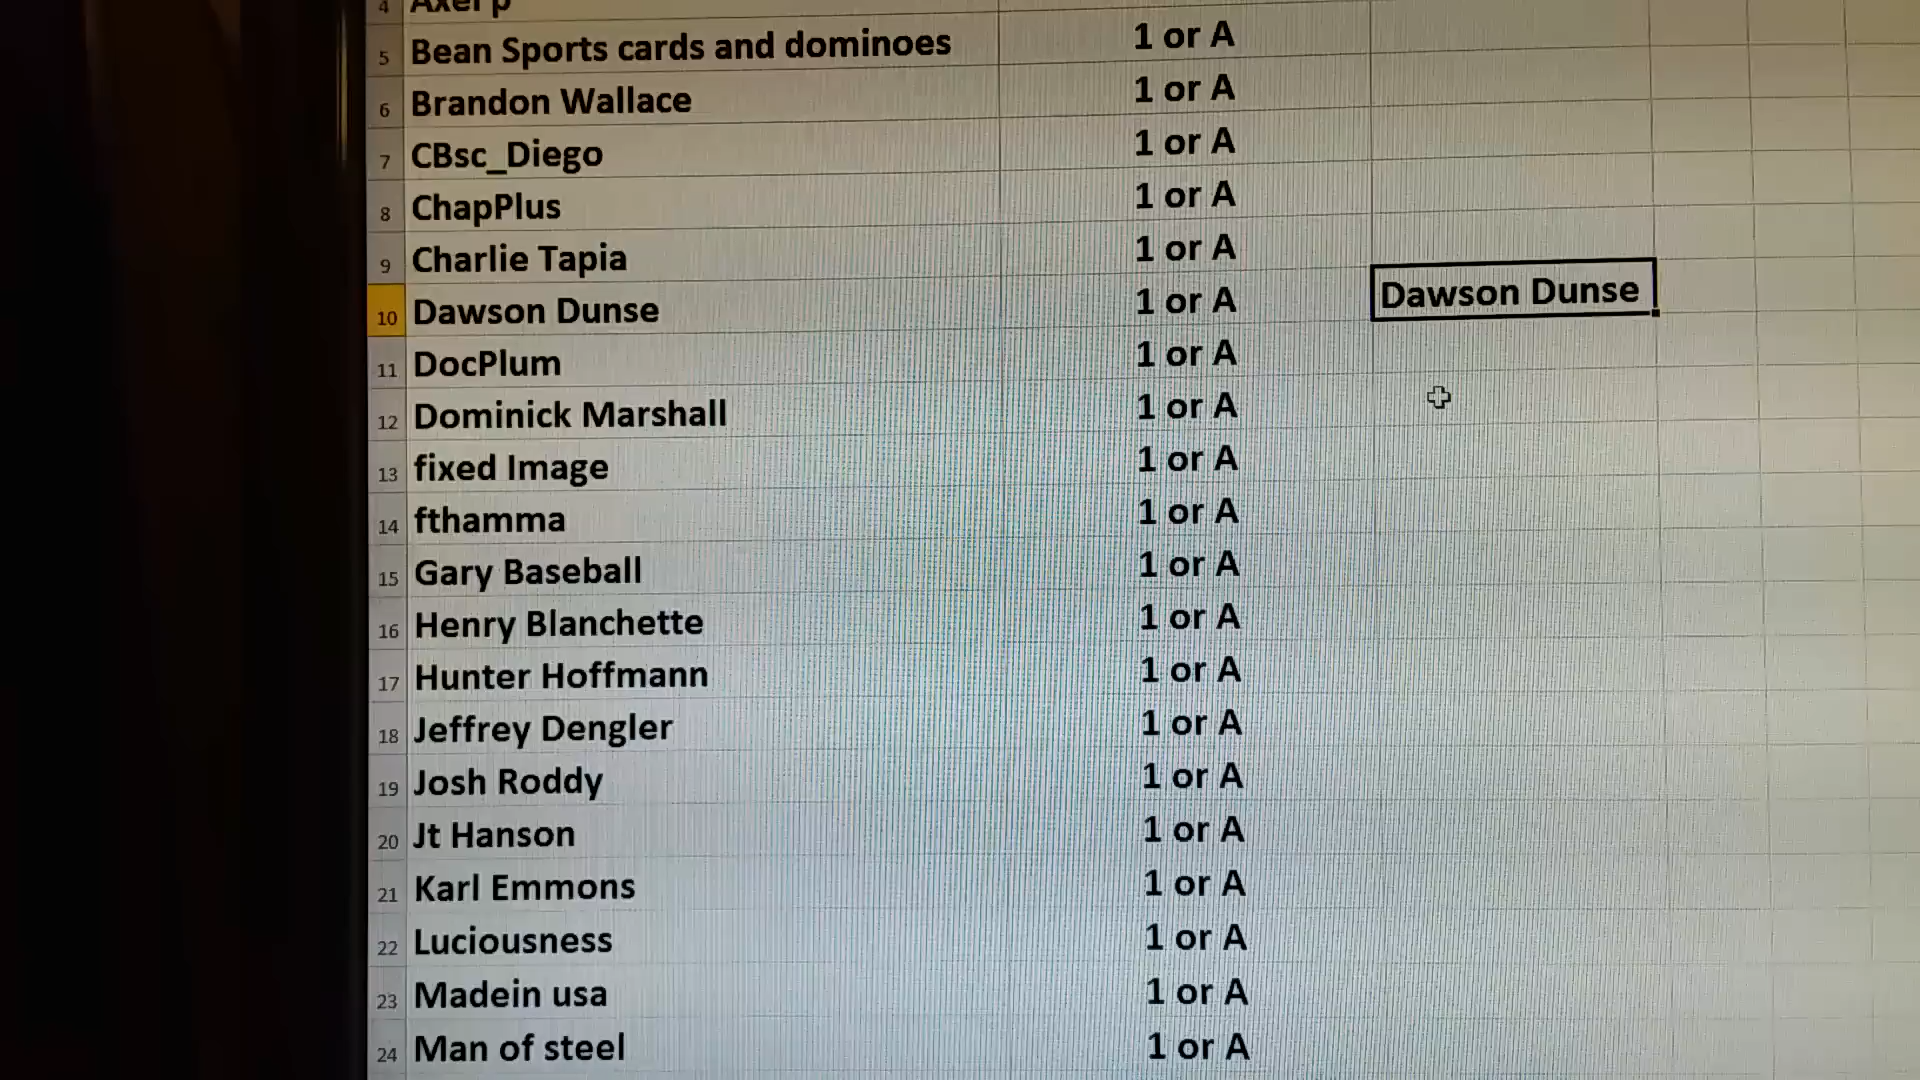 4 Axel p
5 Bean Sports cards and dominoes 1 or A
6 Brandon Wallace 1 or A
7 CBsc_Diego 1 or A
8 ChapPlus 1 or A
9 Charlie Tapia 1 or A
10 Dawson Dunse 1 or A Dawson Dunse
11 DocPlum 1 or A
12 Dominick Marshall 1 or A
13 fixed Image 1 or A
14 fthamma 1 or A
15 Gary Baseball 1 or A
16 Henry Blanchette 1 or A
17 Hunter Hoffmann 1 or A
18 Jeffrey Dengler 1 or A
19 Josh Roddy 1 or A
20 Jt Hanson 1 or A
21 Karl Emmons 1 or A
22 Luciousness 1 or A
23 Madein usa 1 or A
24 Man of steel 1 or A